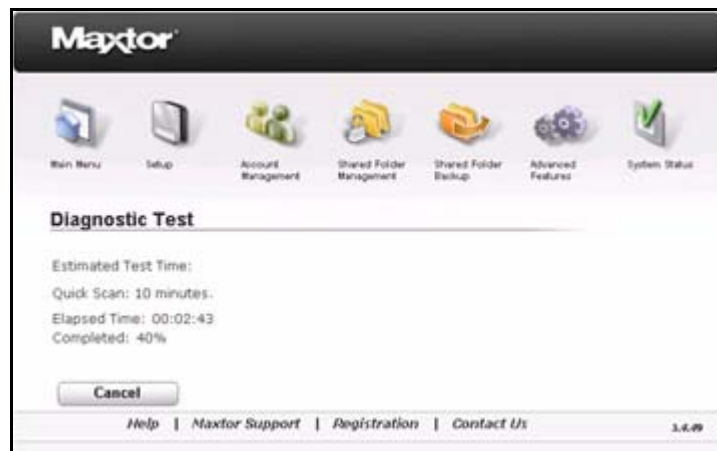 Maxtor
Main Menu
Setup
Account Management
Shared Folder Management
Shared Folder Backup
Advanced Features
System Status
Diagnostic Test
Estimated Test Time:
Quick Scan: 10 minutes.
Elapsed Time: 00:02:43
Completed: 40%
Cancel
Help | Maxtor Support | Registration | Contact Us